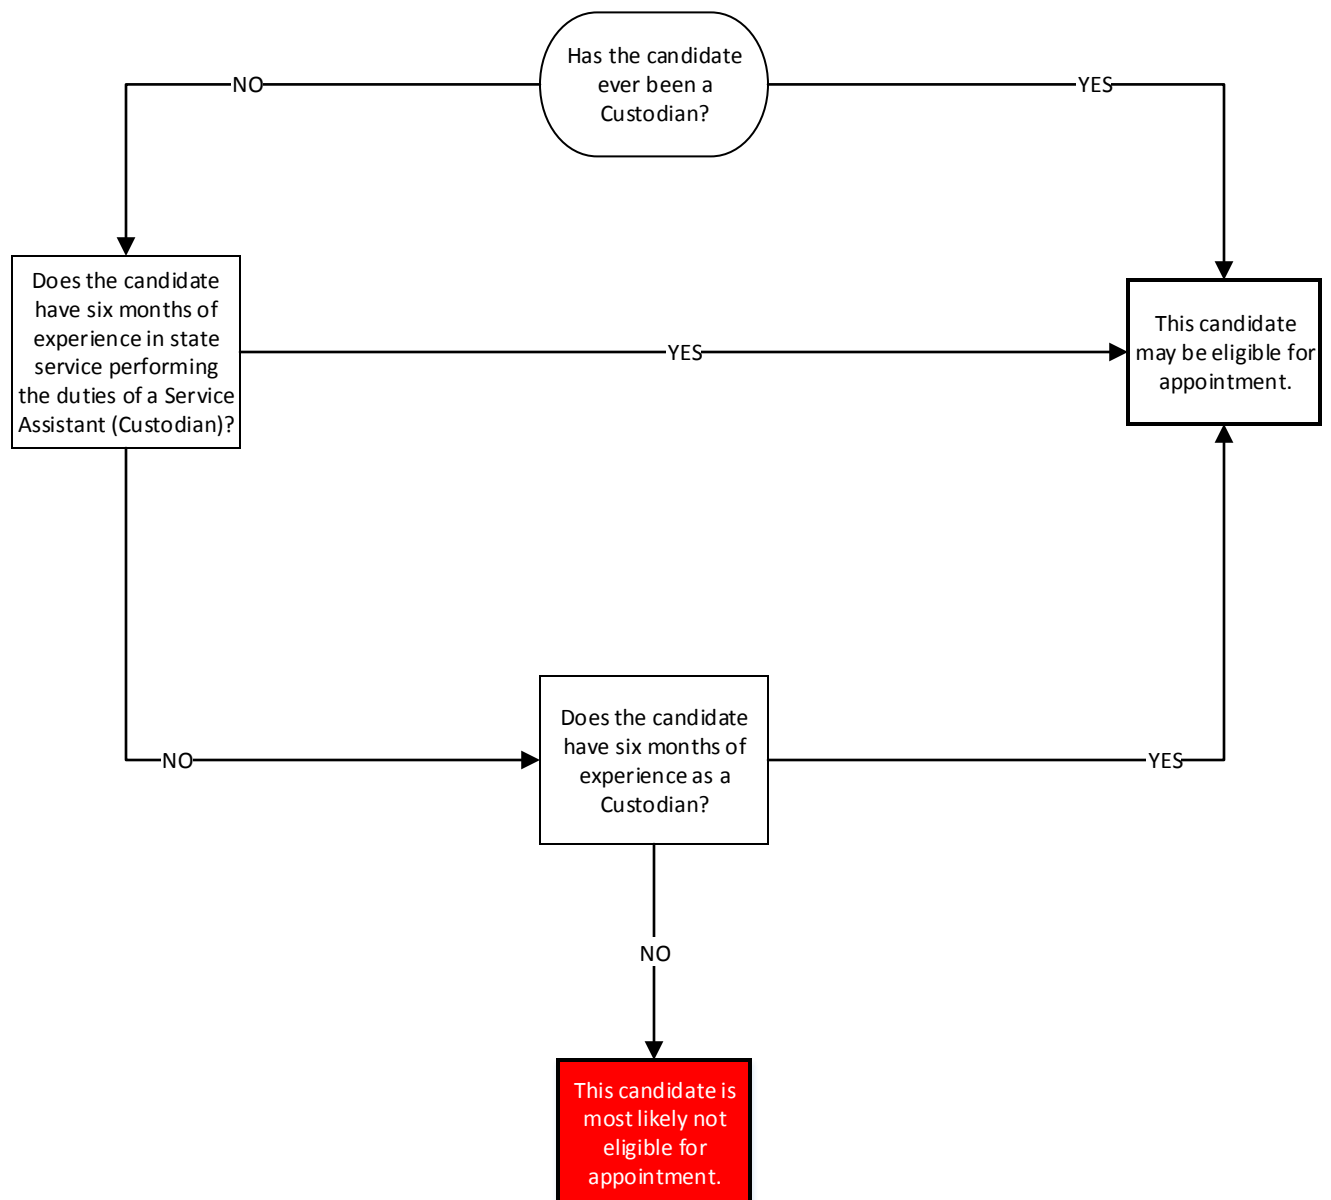 Has the candidate
ever been a
Custodian?
NO
YES
Does the candidate
have six months of
experience in state
service performing
the duties of a Service
Assistant (Custodian)?
YES
This candidate
may be eligible for
appointment.
Does the candidate
have six months of
experience as a
Custodian?
NO
YES
NO
This candidate is
most likely not
eligible for
appointment.